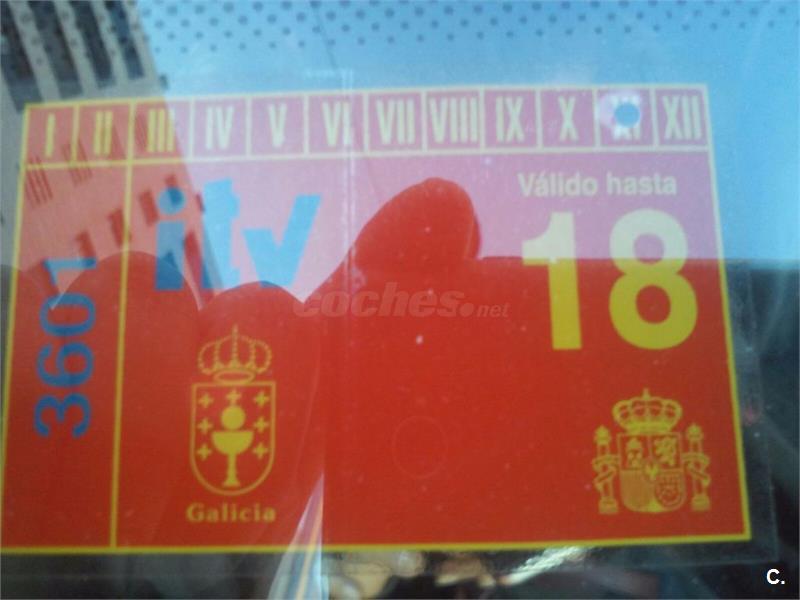 I II III IV V VI VII VIII IX X XI XII
itv
Válido hasta
18
3601
coches.net
Galicia
C.